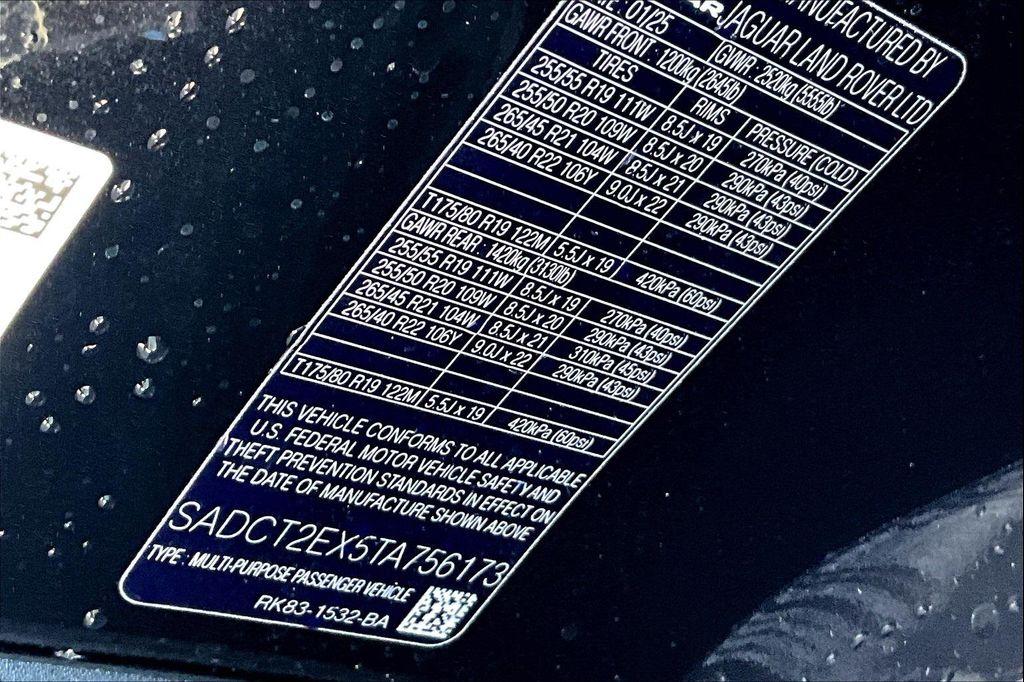 MANUFACTURED BY
JAGUAR LAND ROVER LTD
0125 GVWR: 2520kg (5555lb)
GAWR FRONT: 1200kg (2645lb)
TIRES RIMS PRESSURE (COLD)
255/55 R19 111W 8.5J x 19 270kPa (40psi)
255/50 R20 109W 8.5J x 20 290kPa (43psi)
265/45 R21 104W 8.5J x 21 290kPa (43psi)
265/40 R22 106Y 9.0J x 22 290kPa (43psi)
T175/80 R19 122M 5.5J x 19 420kPa (60psi)
GAWR REAR: 1420kg (3130lb)
255/55 R19 111W 8.5J x 19 270kPa (40psi)
255/50 R20 109W 8.5J x 20 290kPa (43psi)
265/45 R21 104W 8.5J x 21 310kPa (45psi)
265/40 R22 106Y 9.0J x 22 290kPa (43psi)
T175/80 R19 122M 5.5J x 19 420kPa (60psi)
THIS VEHICLE CONFORMS TO ALL APPLICABLE
U.S. FEDERAL MOTOR VEHICLE SAFETY AND
THEFT PREVENTION STANDARDS IN EFFECT ON
THE DATE OF MANUFACTURE SHOWN ABOVE
SADCT2EX5TA756173
TYPE: MULTI-PURPOSE PASSENGER VEHICLE
RK83-1532-BA